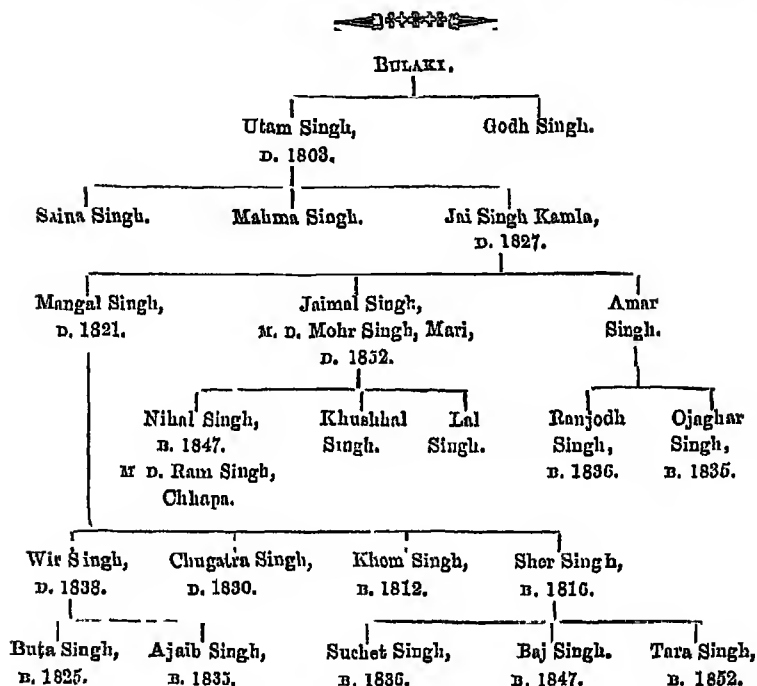 BULAKI.
Utam Singh, Godh Singh.
D. 1803.
Saina Singh. Mahma Singh. Jai Singh Kamla,
D. 1827.
Mangal Singh, Jaimal Singh, Amar
D. 1821. M. D. Mohr Singh, Mari, Singh.
D. 1852.
Nihal Singh, Khushhal Lal Ranjodh Ojaghar
B. 1847. Singh. Singh. Singh, Singh,
M D. Ram Singh, B. 1836. B. 1835.
Chhapa.
Wir Singh, Chugatra Singh, Khem Singh, Sher Singh,
D. 1838. D. 1830. B. 1812. B. 1816.
Buta Singh, Ajaib Singh, Suchet Singh, Baj Singh. Tara Singh,
B. 1825. B. 1835. B. 1836. B. 1847. B. 1852.